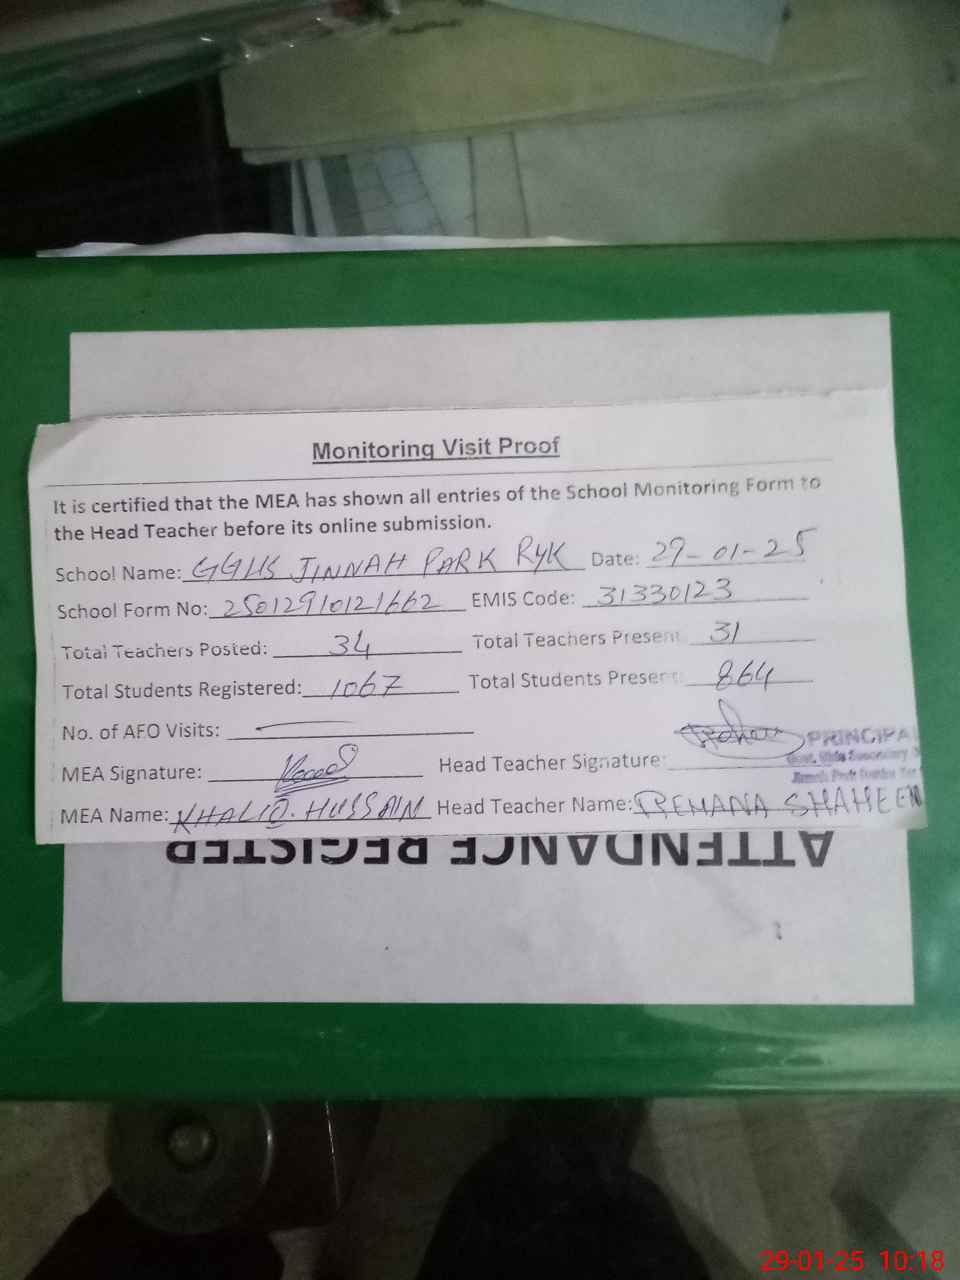 Monitoring Visit Proof
It is certified that the MEA has shown all entries of the School Monitoring Form to
the Head Teacher before its online submission.
School Name: GGHS JINNAH PARK RYK Date: 29-01-25
School Form No: 25012910121662 EMIS Code: 31330123
Total Teachers Posted: 34 Total Teachers Present: 31
Total Students Registered: 1067 Total Students Present: 864
No. of AEO Visits: —
PRINCIPA
MEA Signature: Head Teacher Signature:
MEA Name: KHALIQ. HUSSAIN Head Teacher Name: REHANA SHAHEEN
ATTENDANCE REGISTER
29-01-25 10:18